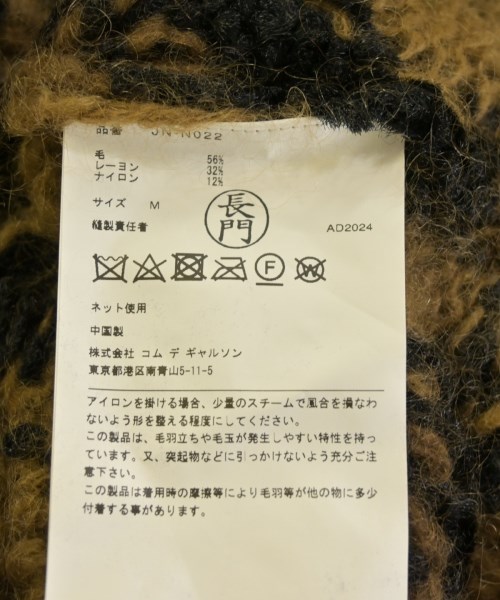 品番 JN-N022
毛 56%
レーヨン 32%
ナイロン 12%
サイズ M
縫製責任者 長門 AD2024
F W
ネット使用
中国製
株式会社 コム デ ギャルソン
東京都港区南青山5-11-5
アイロンを掛ける場合、少量のスチームで風合を損なわ
ないよう形を整える程度にしてください。
この製品は、毛羽立ちや毛玉が発生しやすい特性を持っ
ています。又、突起物などに引っかけないよう充分ご注
意下さい。
この製品は着用時の摩擦等により毛羽等が他の物に多少
付着する事があります。